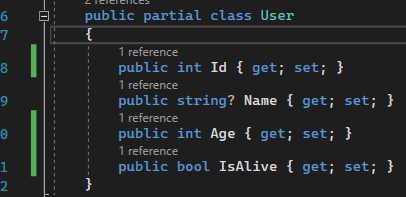 2 references
6 public partial class User
7 {
1 reference
8 public int Id { get; set; }
1 reference
9 public string? Name { get; set; }
1 reference
0 public int Age { get; set; }
1 reference
1 public bool IsAlive { get; set; }
2 }